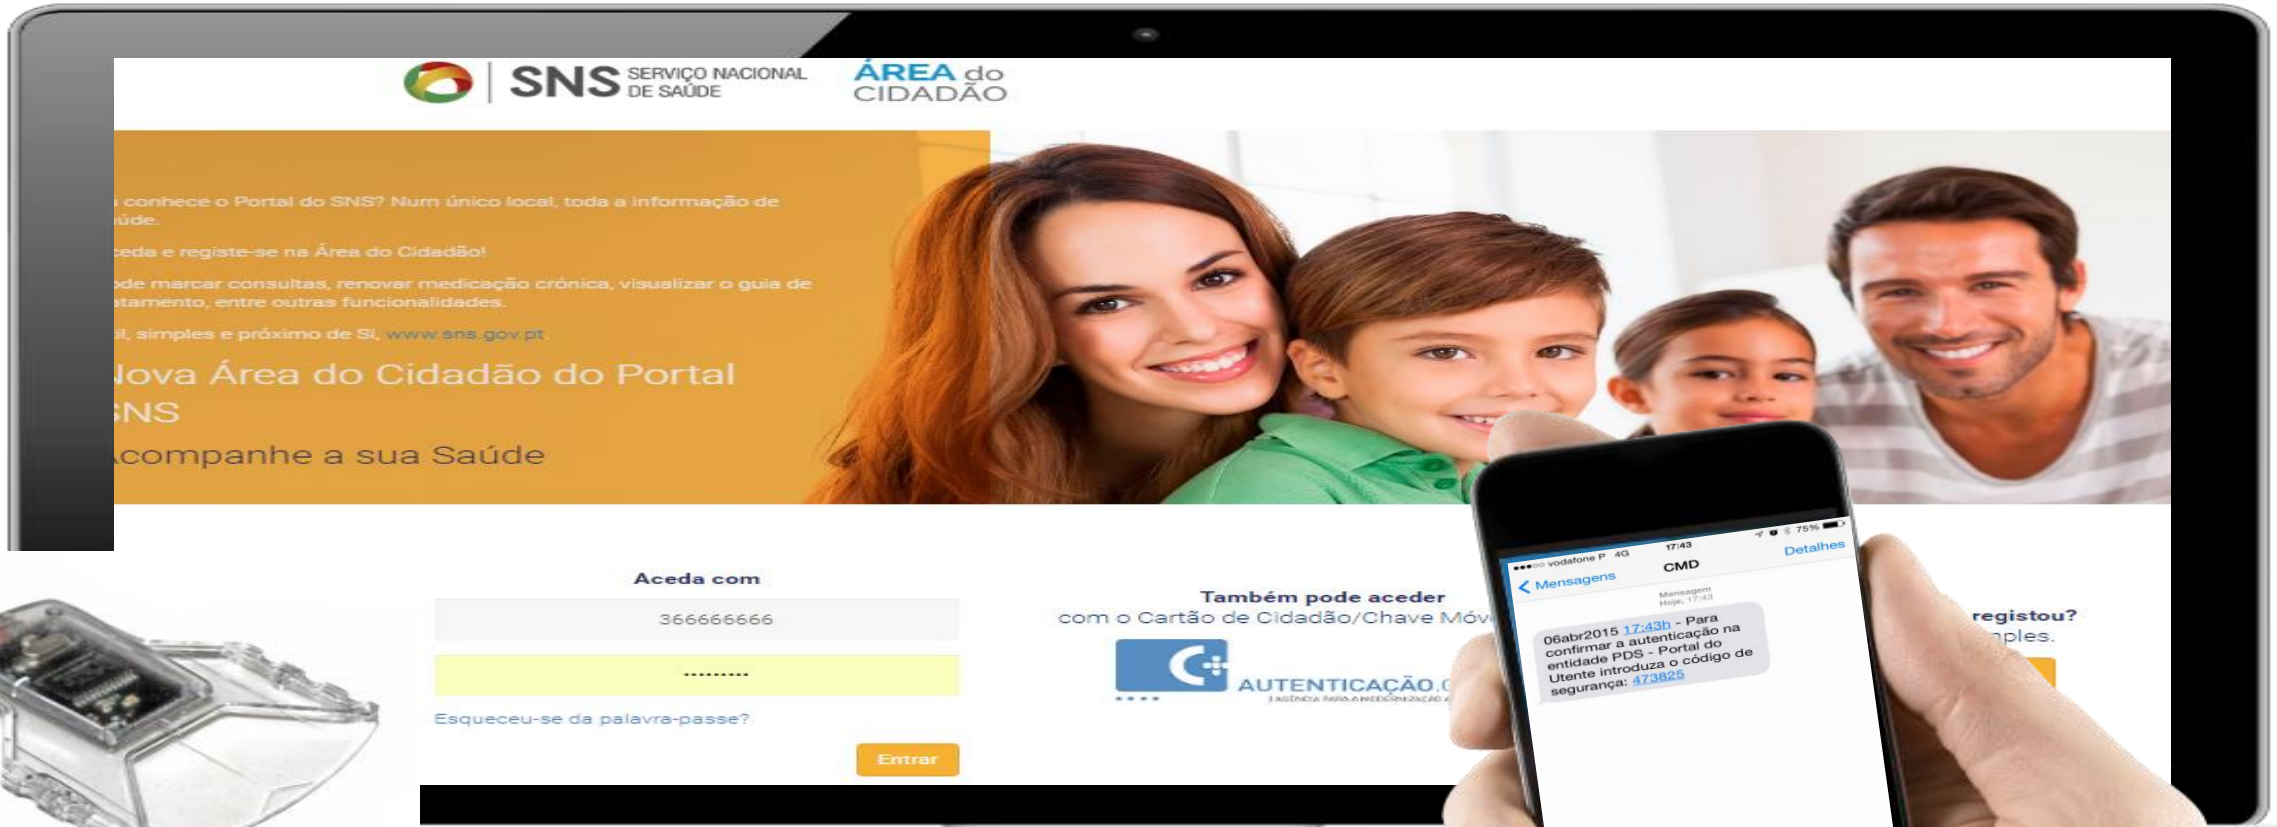 SNS SERVIÇO NACIONAL
DE SAÚDE
ÁREA do
CIDADÃO
conhece o Portal do SNS? Num único local, toda a informação de
úde.
ceda e registe-se na Área do Cidadão!
ode marcar consultas, renovar medicação crónica, visualizar o guia de
atamento, entre outras funcionalidades.
il, simples e próximo de Si, www.sns.gov.pt.
Nova Área do Cidadão do Portal
SNS
Acompanhe a sua Saúde
Aceda com
366666666
•••••••••
Esqueceu-se da palavra-passe?
Entrar
Também pode aceder
com o Cartão de Cidadão/Chave Móv
AUTENTICAÇÃO.G
registou?
mples.
vodafone P 4G 17:43 75%
Mensagens CMD Detalhes
Mensagem
Hoje, 17:43
06abr2015 17:43h - Para
confirmar a autenticação na
entidade PDS - Portal do
Utente introduza o código de
segurança: 473825